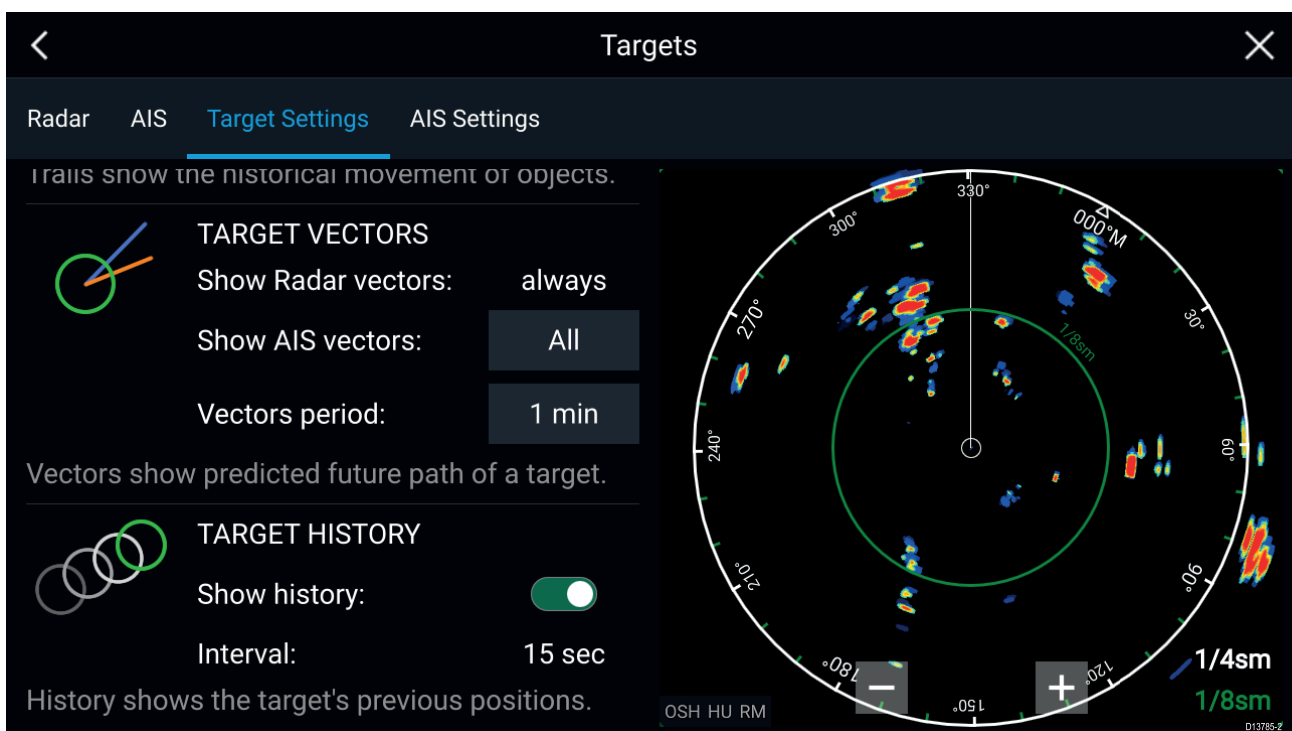 Targets
Radar AIS Target Settings AIS Settings
Trails show the historical movement of objects.
TARGET VECTORS
Show Radar vectors: always
Show AIS vectors: All
Vectors period: 1 min
Vectors show predicted future path of a target.
TARGET HISTORY
Show history:
Interval: 15 sec
History shows the target's previous positions.
330°
000°M
30°
60°
90°
120°
150°
180°
210°
240°
270°
300°
1/8sm
1/4sm
1/8sm
OSH HU RM
D13785-2